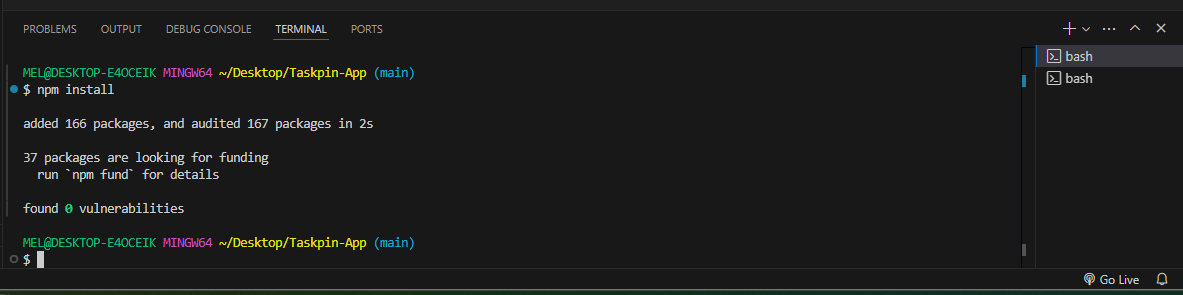 PROBLEMS OUTPUT DEBUG CONSOLE TERMINAL PORTS
MEL@DESKTOP-E4OCEIK MINGW64 ~/Desktop/Taskpin-App (main)
$ npm install
added 166 packages, and audited 167 packages in 2s
37 packages are looking for funding
run `npm fund` for details
found 0 vulnerabilities
MEL@DESKTOP-E4OCEIK MINGW64 ~/Desktop/Taskpin-App (main)
$
bash
bash
Go Live